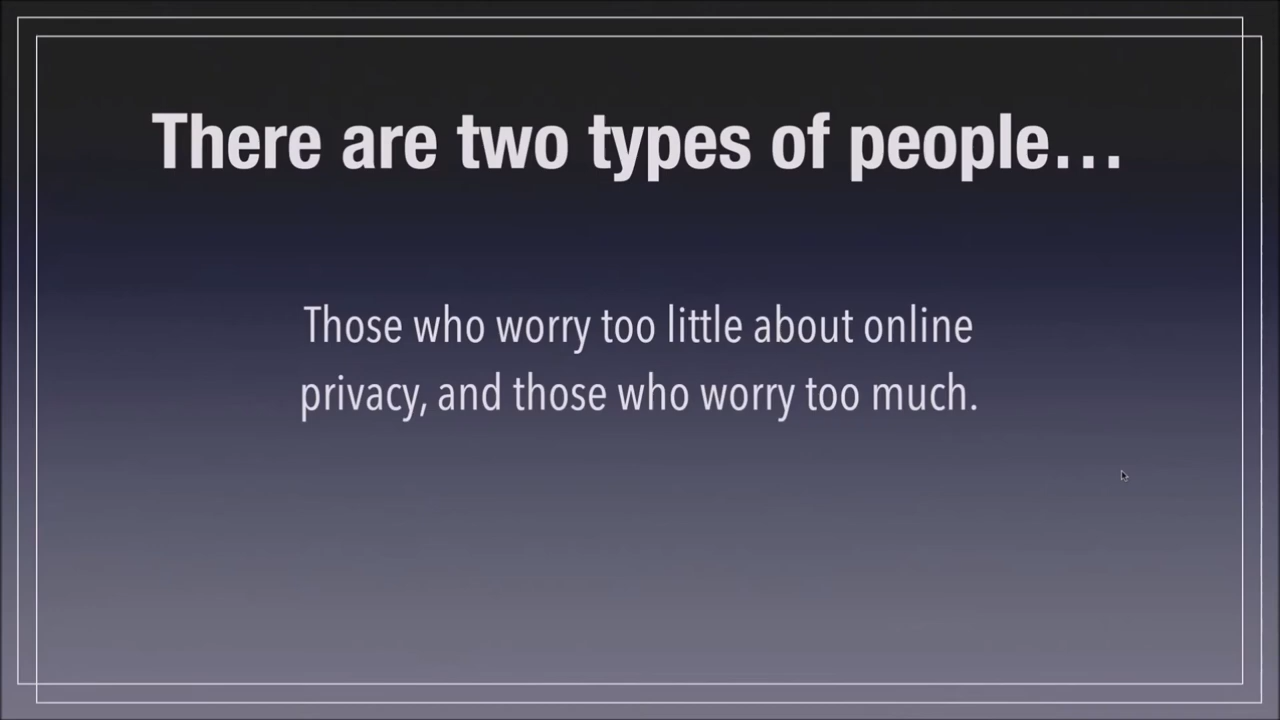 There are two types of people…
Those who worry too little about online
privacy, and those who worry too much.